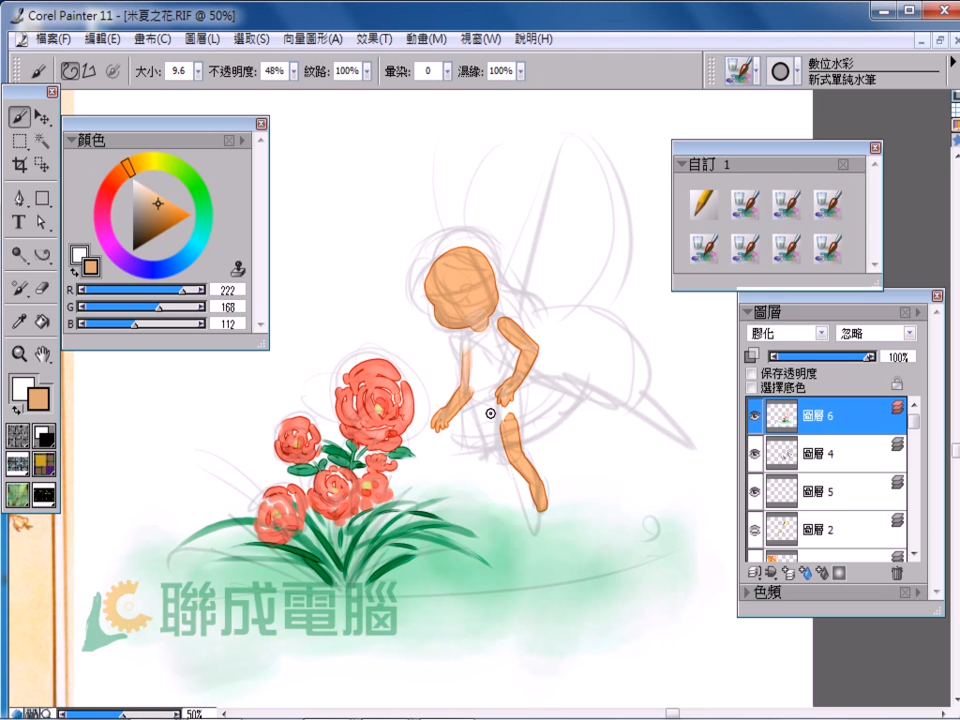 Corel Painter 11 - [米夏之花.RIF @ 50%]
檔案(F) 編輯(E) 畫布(C) 圖層(L) 選取(S) 向量圖形(A) 效果(T) 動畫(M) 視窗(W) 說明(H)
大小: 9.6 不透明度: 48% 紋路: 100% 暈染: 0 濕緣: 100%
數位水彩
新式單純水筆
顏色
R 222
G 168
B 112
自訂 1
圖層
膠化 忽略
100%
保存透明度
選擇底色
圖層 6
圖層 4
圖層 5
圖層 2
色頻
聯成電腦
50%